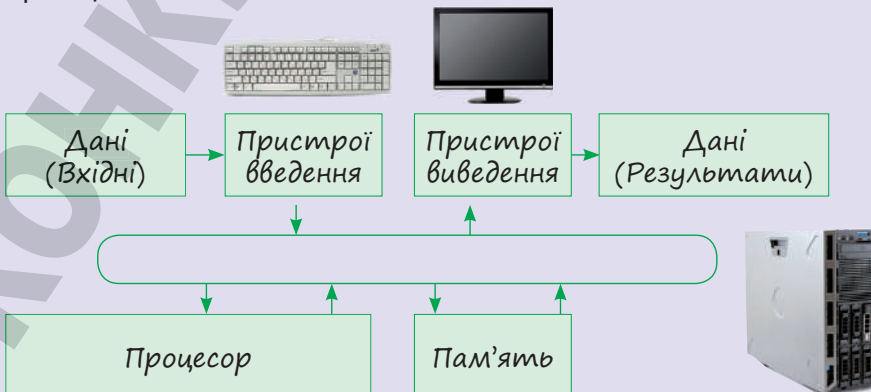 Дані
(Вхідні)
Пристрої
введення
Пристрої
виведення
Дані
(Результати)
Процесор
Пам'ять